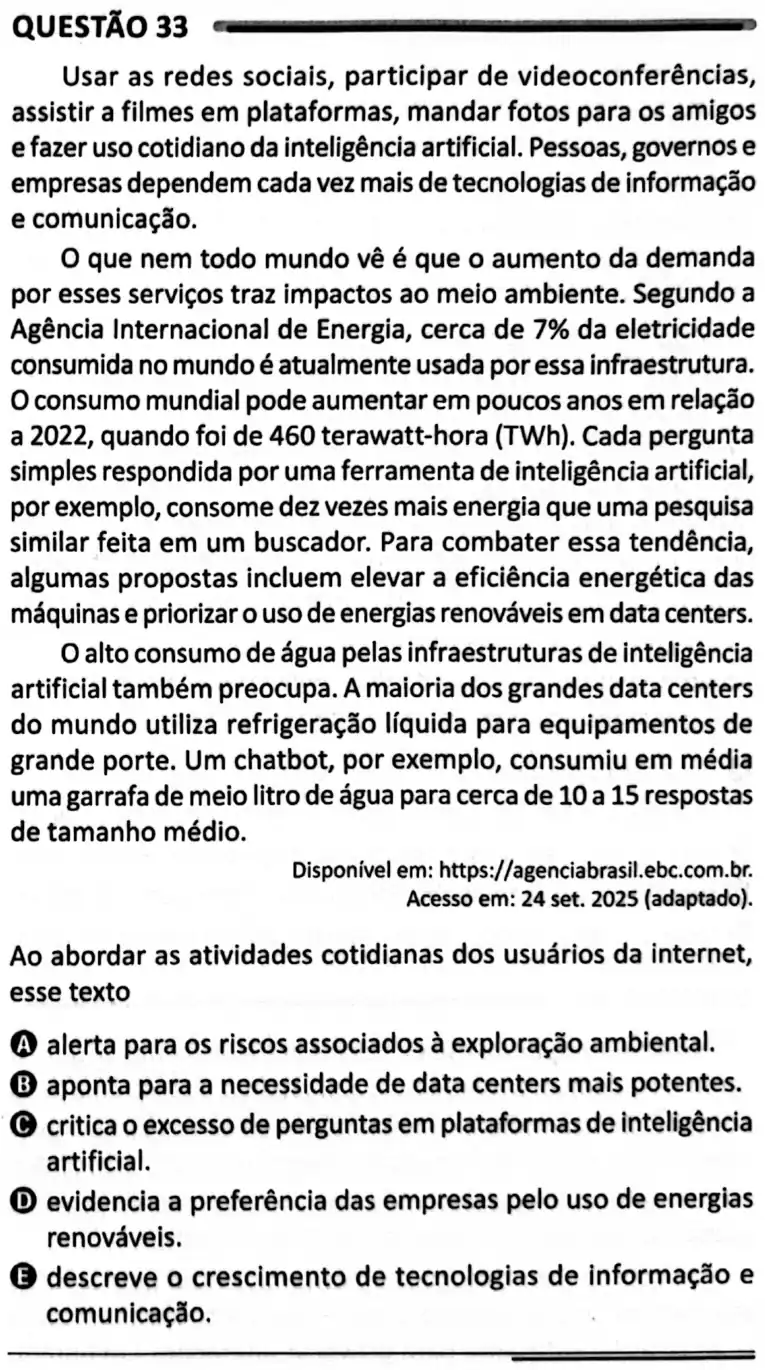 QUESTÃO 33
Usar as redes sociais, participar de videoconferências,
assistir a filmes em plataformas, mandar fotos para os amigos
e fazer uso cotidiano da inteligência artificial. Pessoas, governos e
empresas dependem cada vez mais de tecnologias de informação
e comunicação.
O que nem todo mundo vê é que o aumento da demanda
por esses serviços traz impactos ao meio ambiente. Segundo a
Agência Internacional de Energia, cerca de 7% da eletricidade
consumida no mundo é atualmente usada por essa infraestrutura.
O consumo mundial pode aumentar em poucos anos em relação
a 2022, quando foi de 460 terawatt-hora (TWh). Cada pergunta
simples respondida por uma ferramenta de inteligência artificial,
por exemplo, consome dez vezes mais energia que uma pesquisa
similar feita em um buscador. Para combater essa tendência,
algumas propostas incluem elevar a eficiência energética das
máquinas e priorizar o uso de energias renováveis em data centers.
O alto consumo de água pelas infraestruturas de inteligência
artificial também preocupa. A maioria dos grandes data centers
do mundo utiliza refrigeração líquida para equipamentos de
grande porte. Um chatbot, por exemplo, consumiu em média
uma garrafa de meio litro de água para cerca de 10 a 15 respostas
de tamanho médio.
Disponível em: https://agenciabrasil.ebc.com.br.
Acesso em: 24 set. 2025 (adaptado).
Ao abordar as atividades cotidianas dos usuários da internet,
esse texto
A alerta para os riscos associados à exploração ambiental.
B aponta para a necessidade de data centers mais potentes.
C critica o excesso de perguntas em plataformas de inteligência
artificial.
D evidencia a preferência das empresas pelo uso de energias
renováveis.
E descreve o crescimento de tecnologias de informação e
comunicação.